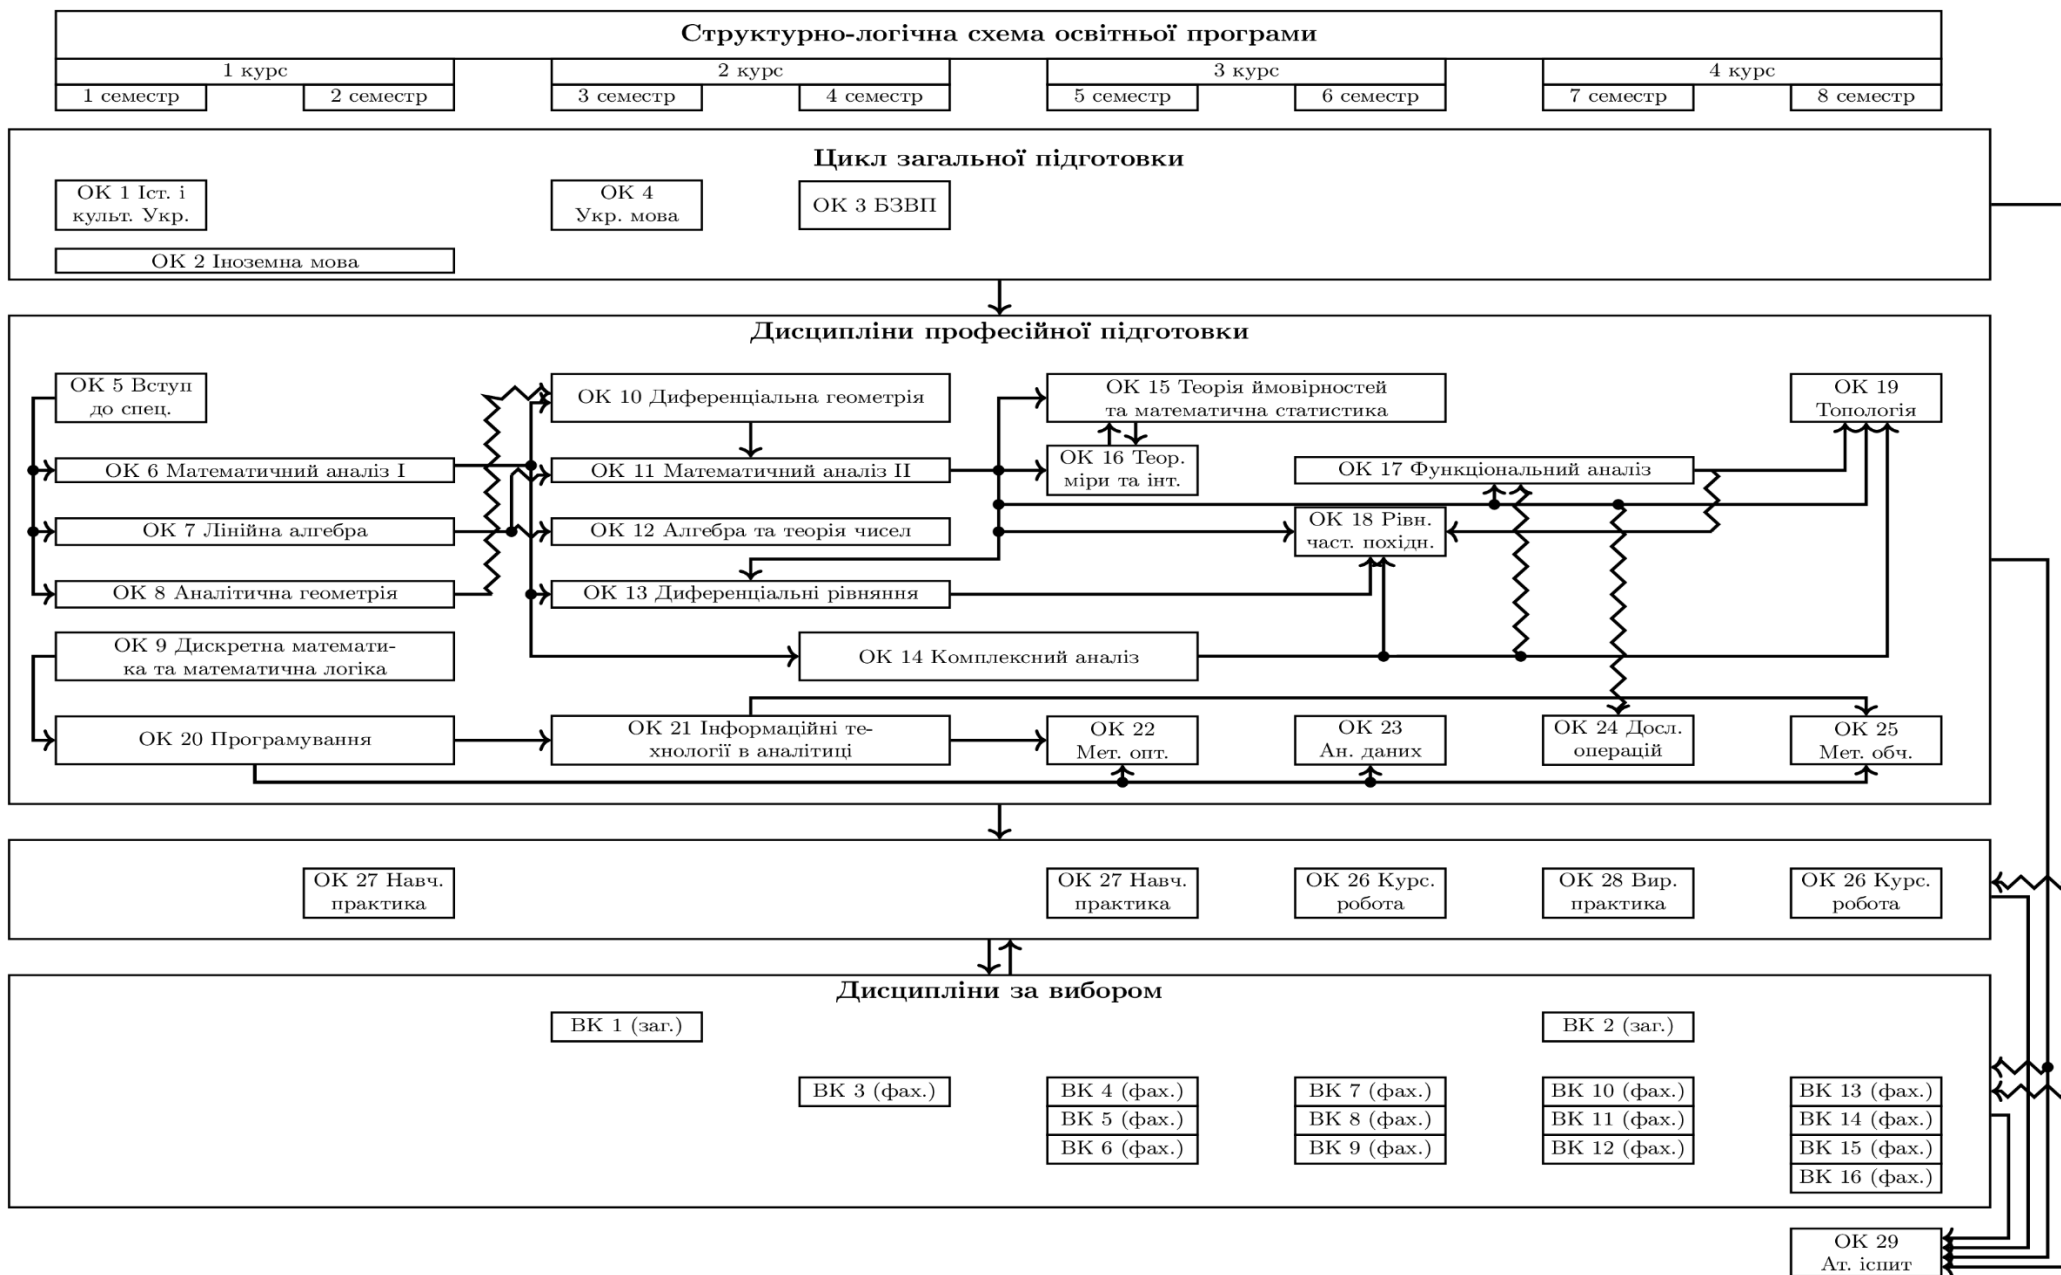 Структурно-логічна схема освітньої програми
1 курс
2 курс
3 курс
4 курс
1 семестр
2 семестр
3 семестр
4 семестр
5 семестр
6 семестр
7 семестр
8 семестр
Цикл загальної підготовки
ОК 1 Іст. і
культ. Укр.
ОК 4
Укр. мова
ОК 3 БЗВП
ОК 2 Іноземна мова
Дисципліни професійної підготовки
ОК 5 Вступ
до спец.
ОК 10 Диференціальна геометрія
ОК 15 Теорія ймовірностей
та математична статистика
ОК 19
Топологія
ОК 6 Математичний аналіз I
ОК 11 Математичний аналіз II
ОК 16 Теор.
міри та інт.
ОК 17 Функціональний аналіз
ОК 7 Лінійна алгебра
ОК 12 Алгебра та теорія чисел
ОК 18 Рівн.
част. похідн.
ОК 8 Аналітична геометрія
ОК 13 Диференціальні рівняння
ОК 9 Дискретна математи-
ка та математична логіка
ОК 14 Комплексний аналіз
ОК 20 Програмування
ОК 21 Інформаційні те-
хнології в аналітиці
ОК 22
Мет. опт.
ОК 23
Ан. даних
ОК 24 Досл.
операцій
ОК 25
Мет. обч.
ОК 27 Навч.
практика
ОК 27 Навч.
практика
ОК 26 Курс.
робота
ОК 28 Вир.
практика
ОК 26 Курс.
робота
Дисципліни за вибором
ВК 1 (заг.)
ВК 2 (заг.)
ВК 3 (фах.)
ВК 4 (фах.)
ВК 7 (фах.)
ВК 10 (фах.)
ВК 13 (фах.)
ВК 5 (фах.)
ВК 8 (фах.)
ВК 11 (фах.)
ВК 14 (фах.)
ВК 6 (фах.)
ВК 9 (фах.)
ВК 12 (фах.)
ВК 15 (фах.)
ВК 16 (фах.)
ОК 29
Ат. іспит